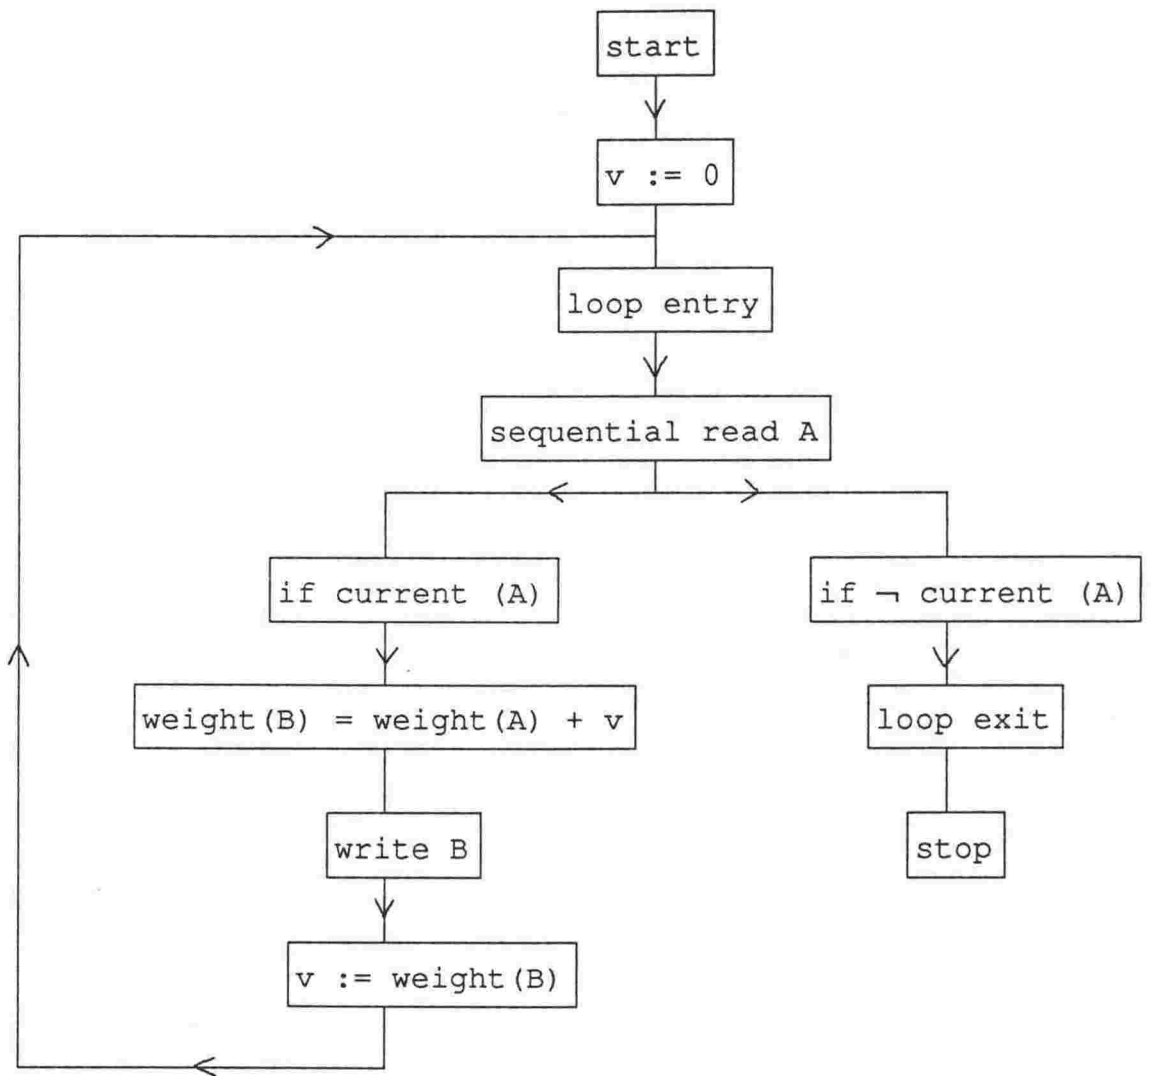 start
v := 0
loop entry
sequential read A
if current (A)
if ¬ current (A)
weight(B) = weight(A) + v
loop exit
write B
stop
v := weight(B)